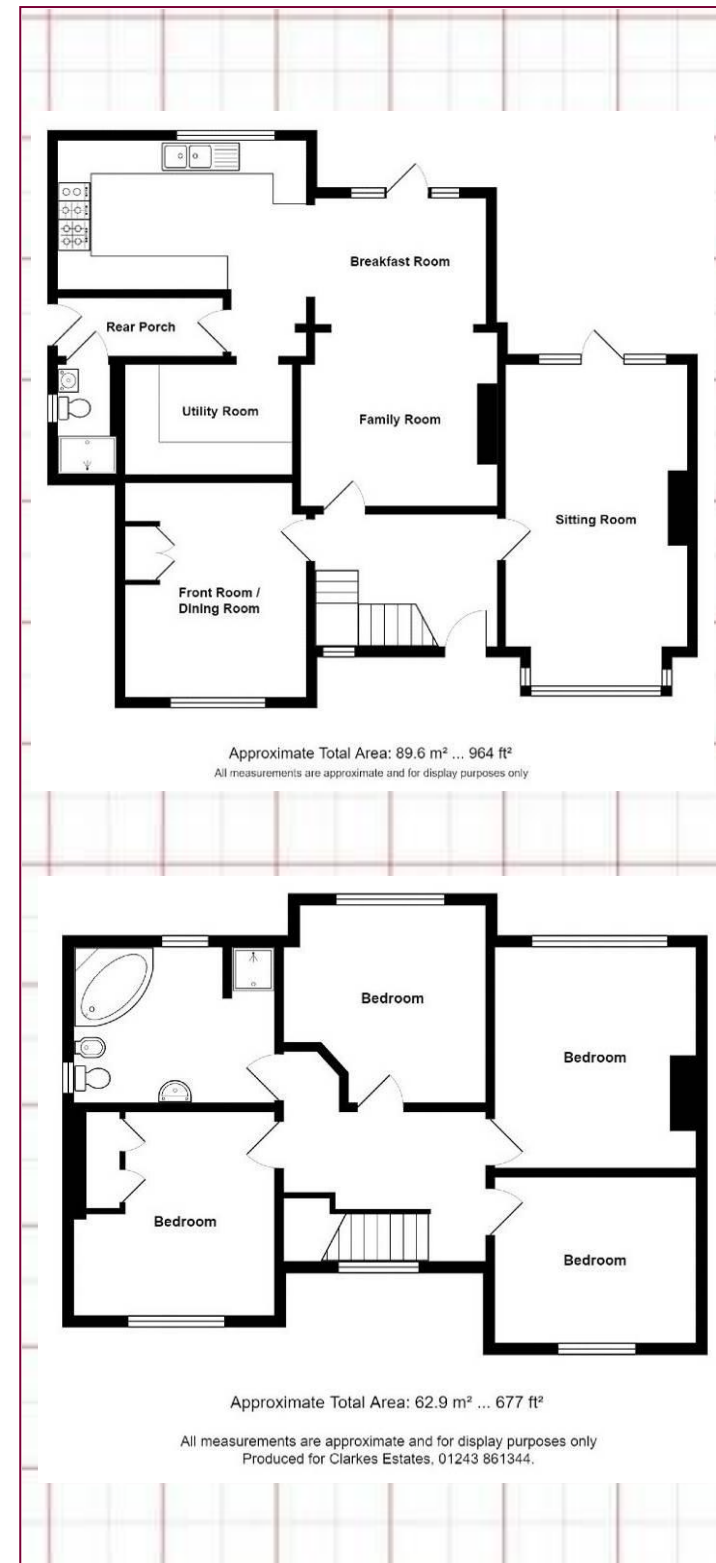 Breakfast Room
Rear Porch
Utility Room
Family Room
Sitting Room
Front Room /
Dining Room
Approximate Total Area: 89.6 m² ... 964 ft²
All measurements are approximate and for display purposes only
Bedroom
Bedroom
Bedroom
Bedroom
Approximate Total Area: 62.9 m² ... 677 ft²
All measurements are approximate and for display purposes only
Produced for Clarkes Estates, 01243 861344.